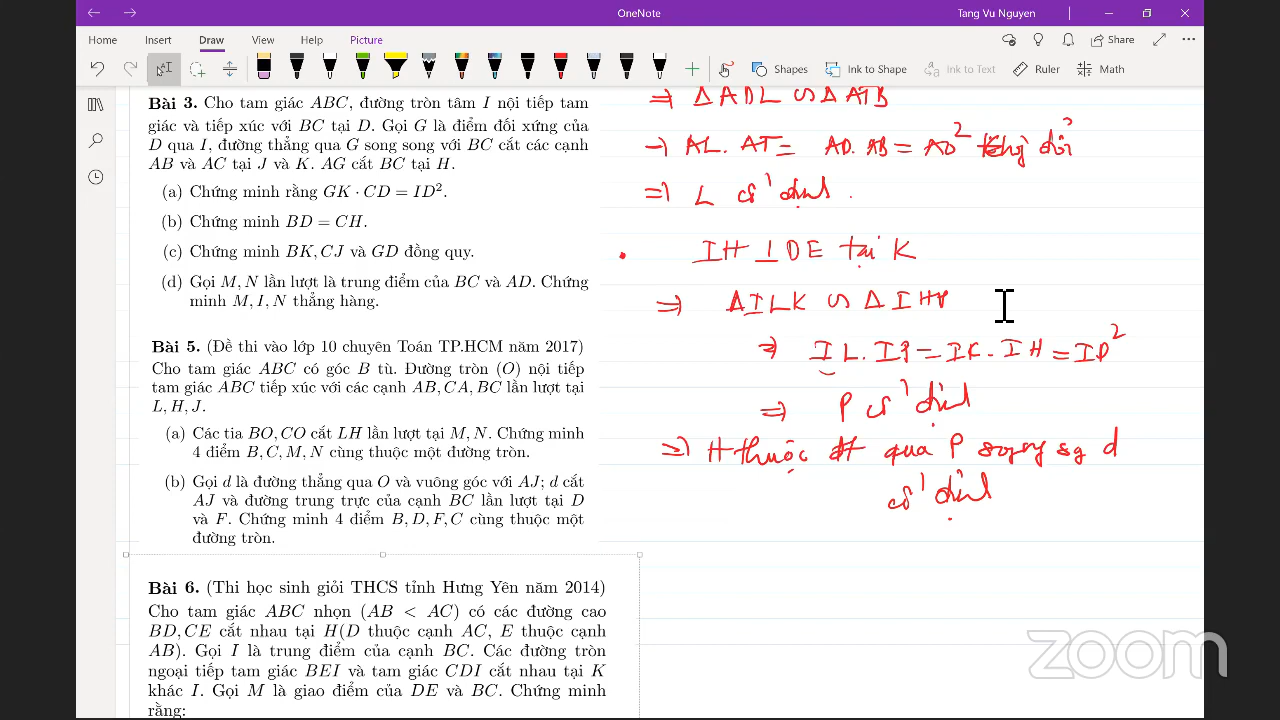 OneNote
Tang Vu Nguyen
Home Insert Draw View Help Picture
Share
Shapes Ink to Shape Ink to Text Ruler Math
Bài 3. Cho tam giác ABC, đường tròn tâm I nội tiếp tam
giác và tiếp xúc với BC tại D. Gọi G là điểm đối xứng của
D qua I, đường thẳng qua G song song với BC cắt các cạnh
AB và AC tại J và K. AG cắt BC tại H.
(a) Chứng minh rằng GK · CD = ID².
(b) Chứng minh BD = CH.
(c) Chứng minh BK, CJ và GD đồng quy.
(d) Gọi M, N lần lượt là trung điểm của BC và AD. Chứng
minh M, I, N thẳng hàng.
Bài 5. (Đề thi vào lớp 10 chuyên Toán TP.HCM năm 2017)
Cho tam giác ABC có góc B tù. Đường tròn (O) nội tiếp
tam giác ABC tiếp xúc với các cạnh AB, CA, BC lần lượt tại
L, H, J.
(a) Các tia BO, CO cắt LH lần lượt tại M, N. Chứng minh
4 điểm B, C, M, N cùng thuộc một đường tròn.
(b) Gọi d là đường thẳng qua O và vuông góc với AJ; d cắt
AJ và đường trung trực của cạnh BC lần lượt tại D
và F. Chứng minh 4 điểm B, D, F, C cùng thuộc một
đường tròn.
Bài 6. (Thi học sinh giỏi THCS tỉnh Hưng Yên năm 2014)
Cho tam giác ABC nhọn (AB < AC) có các đường cao
BD, CE cắt nhau tại H(D thuộc cạnh AC, E thuộc cạnh
AB). Gọi I là trung điểm của cạnh BC. Các đường tròn
ngoại tiếp tam giác BEI và tam giác CDI cắt nhau tại K
khác I. Gọi M là giao điểm của DE và BC. Chứng minh
rằng:
⇒ ΔADL ∽ ΔATB
→ AL. AT = AD. AB = AO² đổi
⇒ L cố định.
• IH ⊥ DE tại K
⇒ ΔILK ∽ ΔIHP
⇒ IL. IP = IK. IH = ID²
⇒ P cố định
⇒ H thuộc qua P song sg d
cố định
zoom